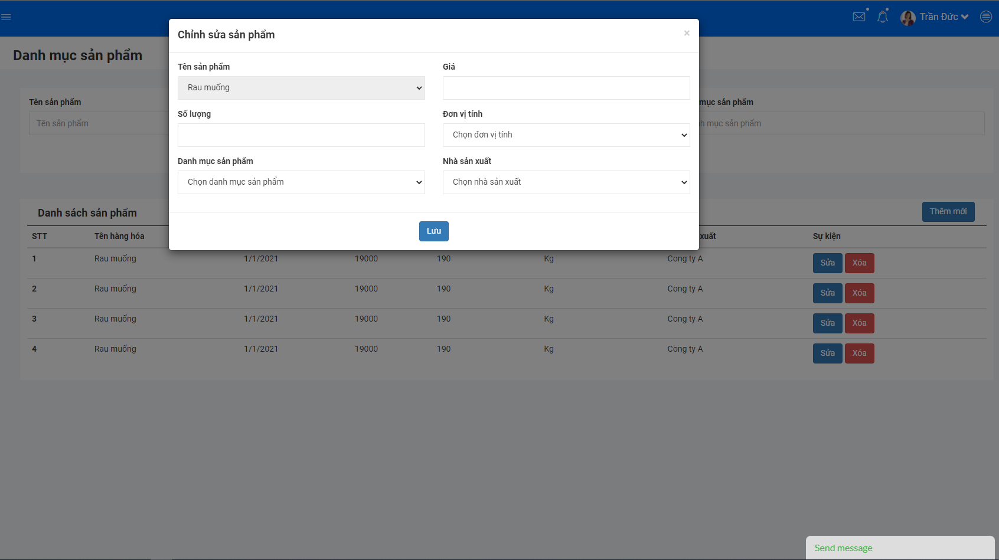 Trần Đức
Danh mục sản phẩm
Chỉnh sửa sản phẩm ×
Tên sản phẩm Giá
Rau muống
Số lượng Đơn vị tính
Chọn đơn vị tính
Danh mục sản phẩm Nhà sản xuất
Chọn danh mục sản phẩm Chọn nhà sản xuất
Lưu
Tên sản phẩm mục sản phẩm
Tên sản phẩm h mục sản phẩm
Danh sách sản phẩm Thêm mới
STT Tên hàng hóa xuất Sự kiện
1 Rau muống 1/1/2021 19000 190 Kg Cong ty A Sửa Xóa
2 Rau muống 1/1/2021 19000 190 Kg Cong ty A Sửa Xóa
3 Rau muống 1/1/2021 19000 190 Kg Cong ty A Sửa Xóa
4 Rau muống 1/1/2021 19000 190 Kg Cong ty A Sửa Xóa
Send message